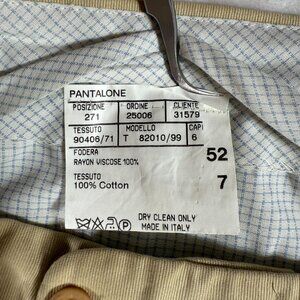 PANTALONE
POSIZIONE ORDINE CLIENTE
271 25006 31579
TESSUTO MODELLO CAPI
90406/71 T 82010/99 6
FODERA
RAYON VISCOSE 100% 52
TESSUTO
100% Cotton 7
DRY CLEAN ONLY
MADE IN ITALY